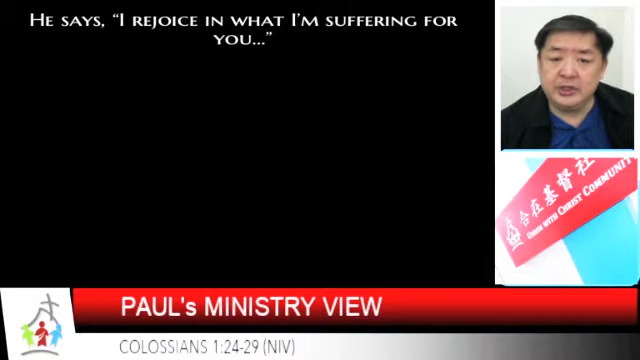 He says, “I rejoice in what I’m suffering for
you…”
合在基督社
Union with Christ Communit
PAUL's MINISTRY VIEW
COLOSSIANS 1:24-29 (NIV)